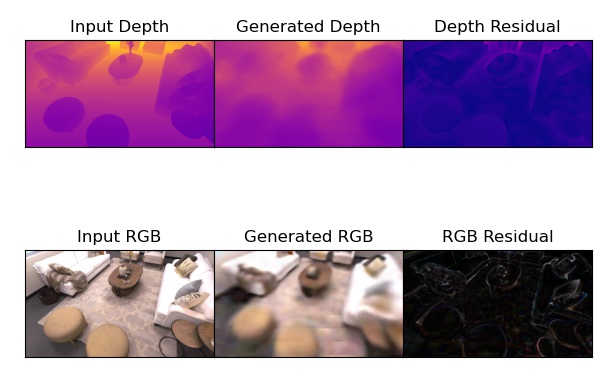 Input Depth
Generated Depth
Depth Residual
Input RGB
Generated RGB
RGB Residual